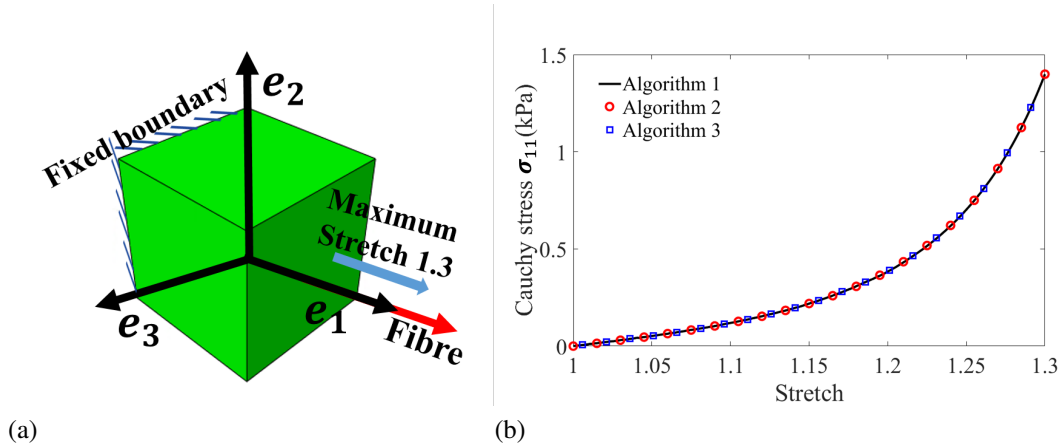 e2
Fixed boundary
Maximum
Stretch 1.3
e1
e3
Fibre
(a)
Cauchy stress σ11(kPa)
1.5
1
0.5
0
Algorithm 1
Algorithm 2
Algorithm 3
1 1.05 1.1 1.15 1.2 1.25 1.3
Stretch
(b)